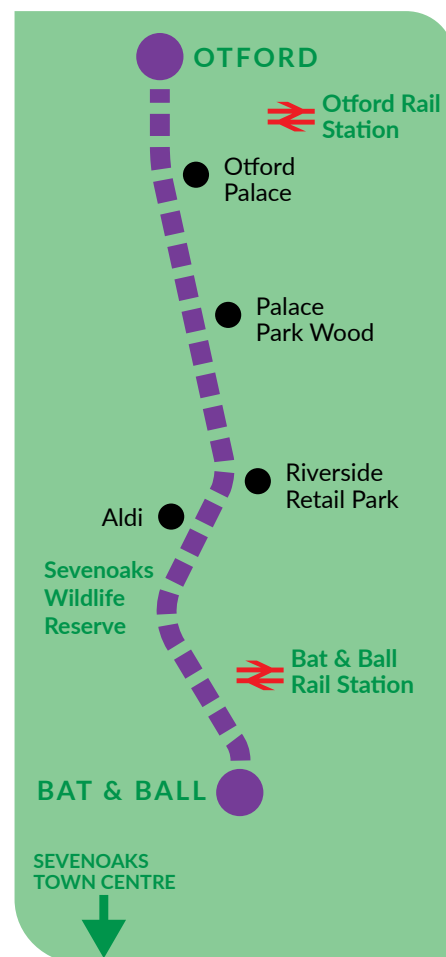 OTFORD
Otford Rail
Station
Otford
Palace
Palace
Park Wood
Riverside
Retail Park
Aldi
Sevenoaks
Wildlife
Reserve
Bat & Ball
Rail Station
BAT & BALL
SEVENOAKS
TOWN CENTRE